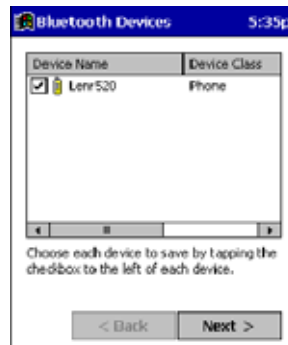 Bluetooth Devices 5:35p
Device Name Device Class
Lenr520 Phone
Choose each device to save by tapping the
checkbox to the left of each device.
< Back Next >